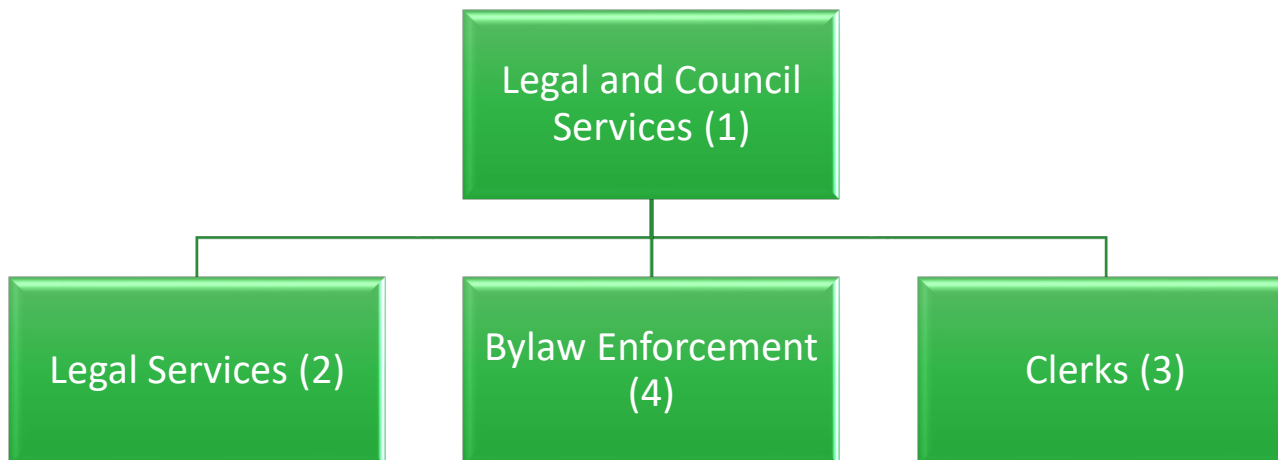 Legal and Council
Services (1)
Legal Services (2)
Bylaw Enforcement
(4)
Clerks (3)